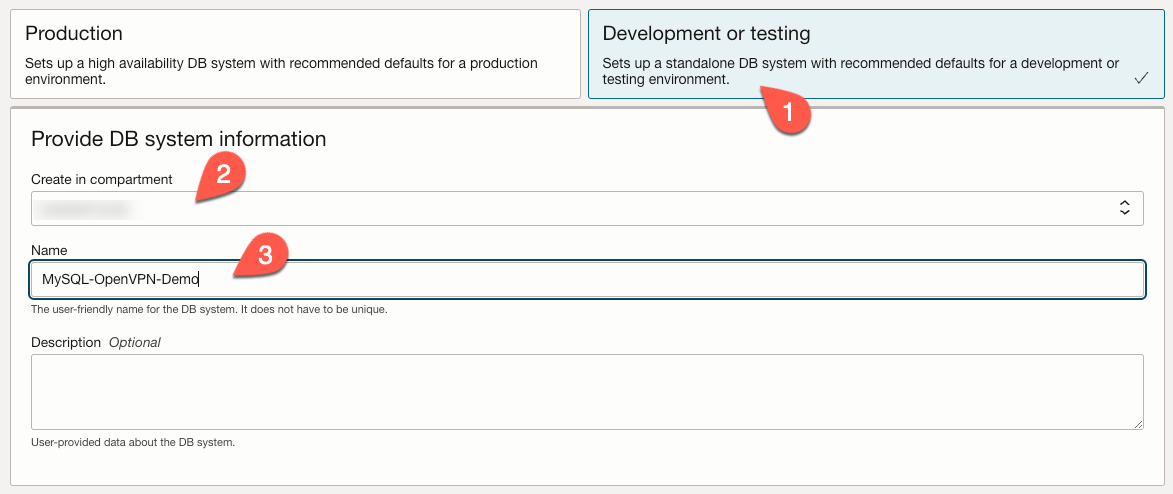 Production
Sets up a high availability DB system with recommended defaults for a production
environment.
Development or testing
Sets up a standalone DB system with recommended defaults for a development or
testing environment.
1
Provide DB system information
2
Create in compartment
3
Name
MySQL-OpenVPN-Demo
The user-friendly name for the DB system. It does not have to be unique.
Description Optional
User-provided data about the DB system.